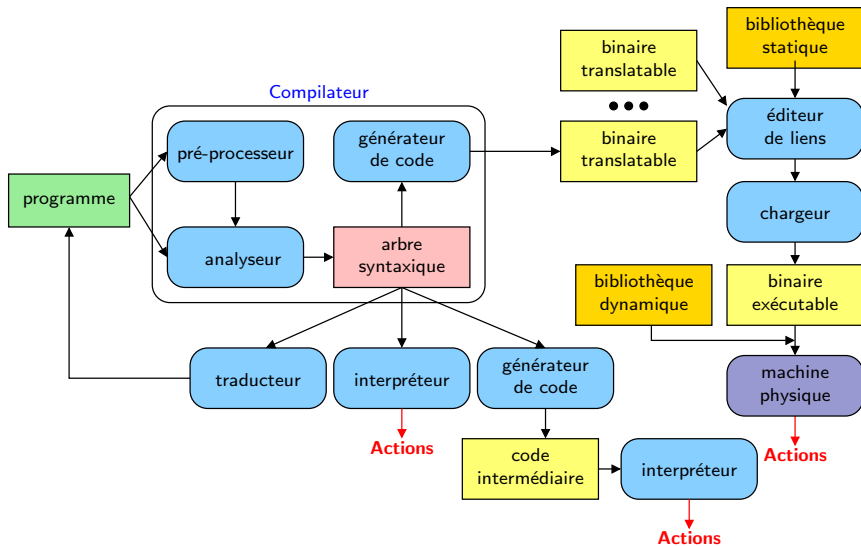 bibliothèque
statique
binaire
translatable
Compilateur
éditeur
de liens
pré-processeur
générateur
de code
binaire
translatable
programme
chargeur
analyseur
arbre
syntaxique
bibliothèque
dynamique
binaire
exécutable
traducteur
interpréteur
générateur
de code
machine
physique
Actions
Actions
code
intermédiaire
interpréteur
Actions